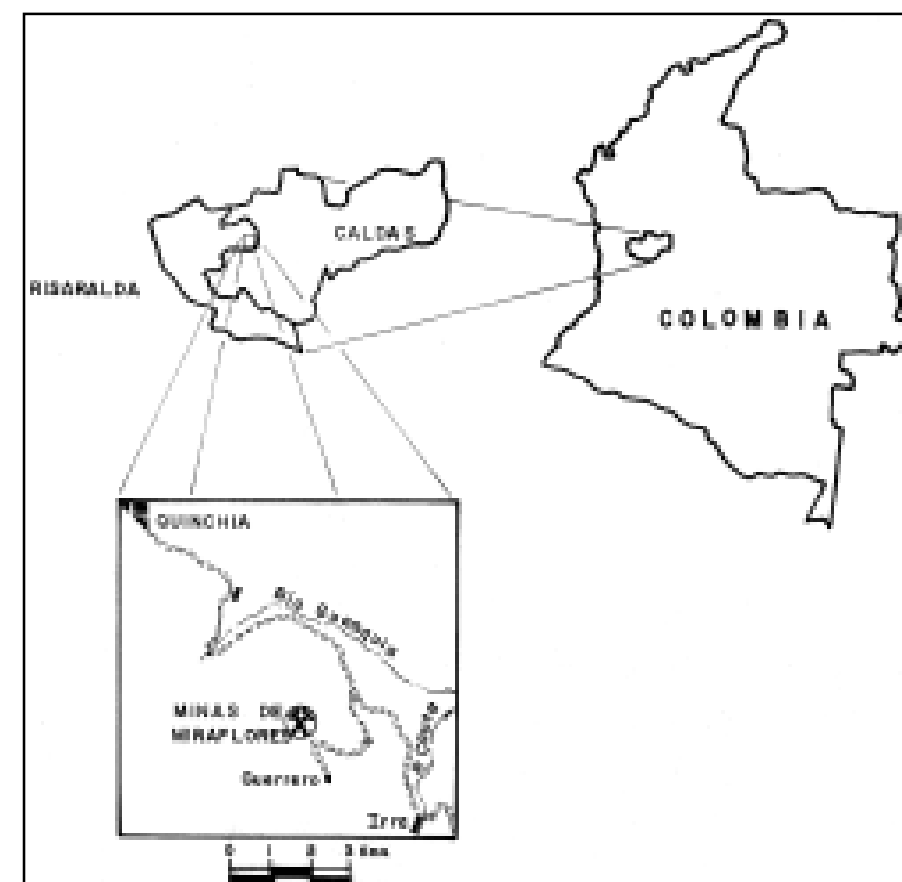 CALDAS
RISARALDA
COLOMBIA
QUINCHIA
MINAS DE
MIRAFLORES
Guerrero
Irra
0 1 2 3